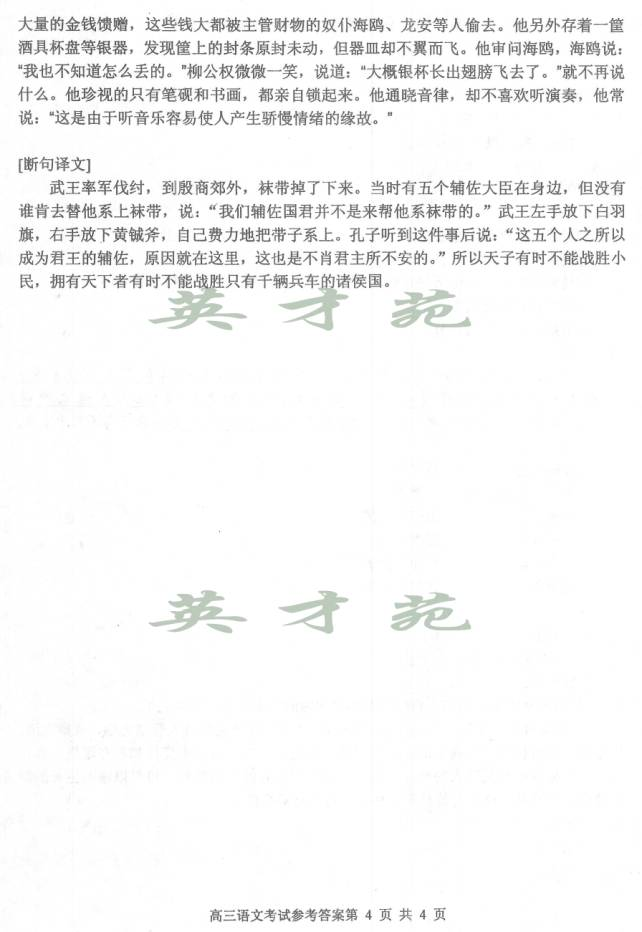 大量的金钱馈赠，这些钱大都被主管财物的奴仆海鸥、龙安等人偷去。他另外存着一筐
酒具杯盘等银器，发现筐上的封条原封未动，但器皿却不翼而飞。他审问海鸥，海鸥说：
“我也不知道怎么丢的。”柳公权微微一笑，说道：“大概银杯长出翅膀飞去了。”就不再说
什么。他珍视的只有笔砚和书画，都亲自锁起来。他通晓音律，却不喜欢听演奏，他常
说：“这是由于听音乐容易使人产生骄慢情绪的缘故。”
[断句译文]
武王率军伐纣，到殷商郊外，袜带掉了下来。当时有五个辅佐大臣在身边，但没有
谁肯去替他系上袜带，说：“我们辅佐国君并不是来帮他系袜带的。”武王左手放下白羽
旗，右手放下黄钺斧，自己费力地把带子系上。孔子听到这件事后说：“这五个人之所以
成为君王的辅佐，原因就在这里，这也是不肖君主所不安的。”所以天子有时不能战胜小
民，拥有天下者有时不能战胜只有千辆兵车的诸侯国。
英才苑
英才苑
高三语文考试参考答案第 4 页 共 4 页